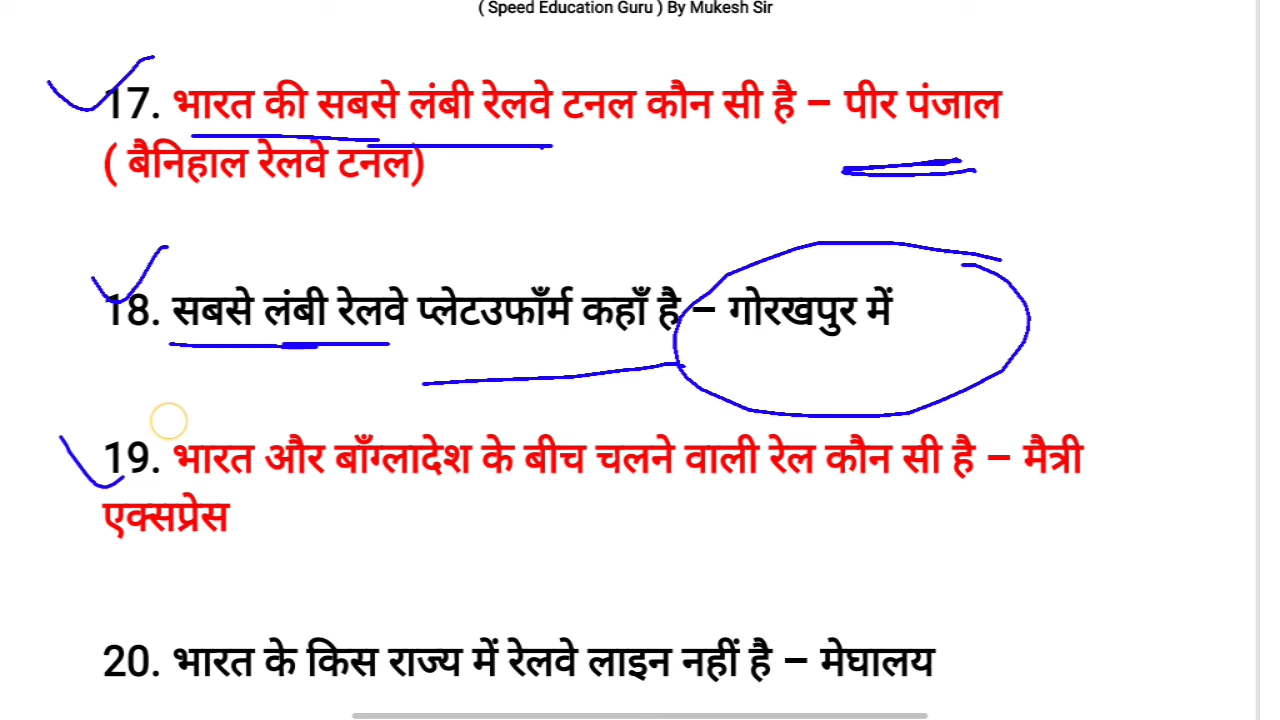 ( Speed Education Guru ) By Mukesh Sir
17. भारत की सबसे लंबी रेलवे टनल कौन सी है – पीर पंजाल
( बैनिहाल रेलवे टनल)
18. सबसे लंबी रेलवे प्लेटउफाँर्म कहाँ है – गोरखपुर में
19. भारत और बाँग्लादेश के बीच चलने वाली रेल कौन सी है – मैत्री
एक्सप्रेस
20. भारत के किस राज्य में रेलवे लाइन नहीं है – मेघालय